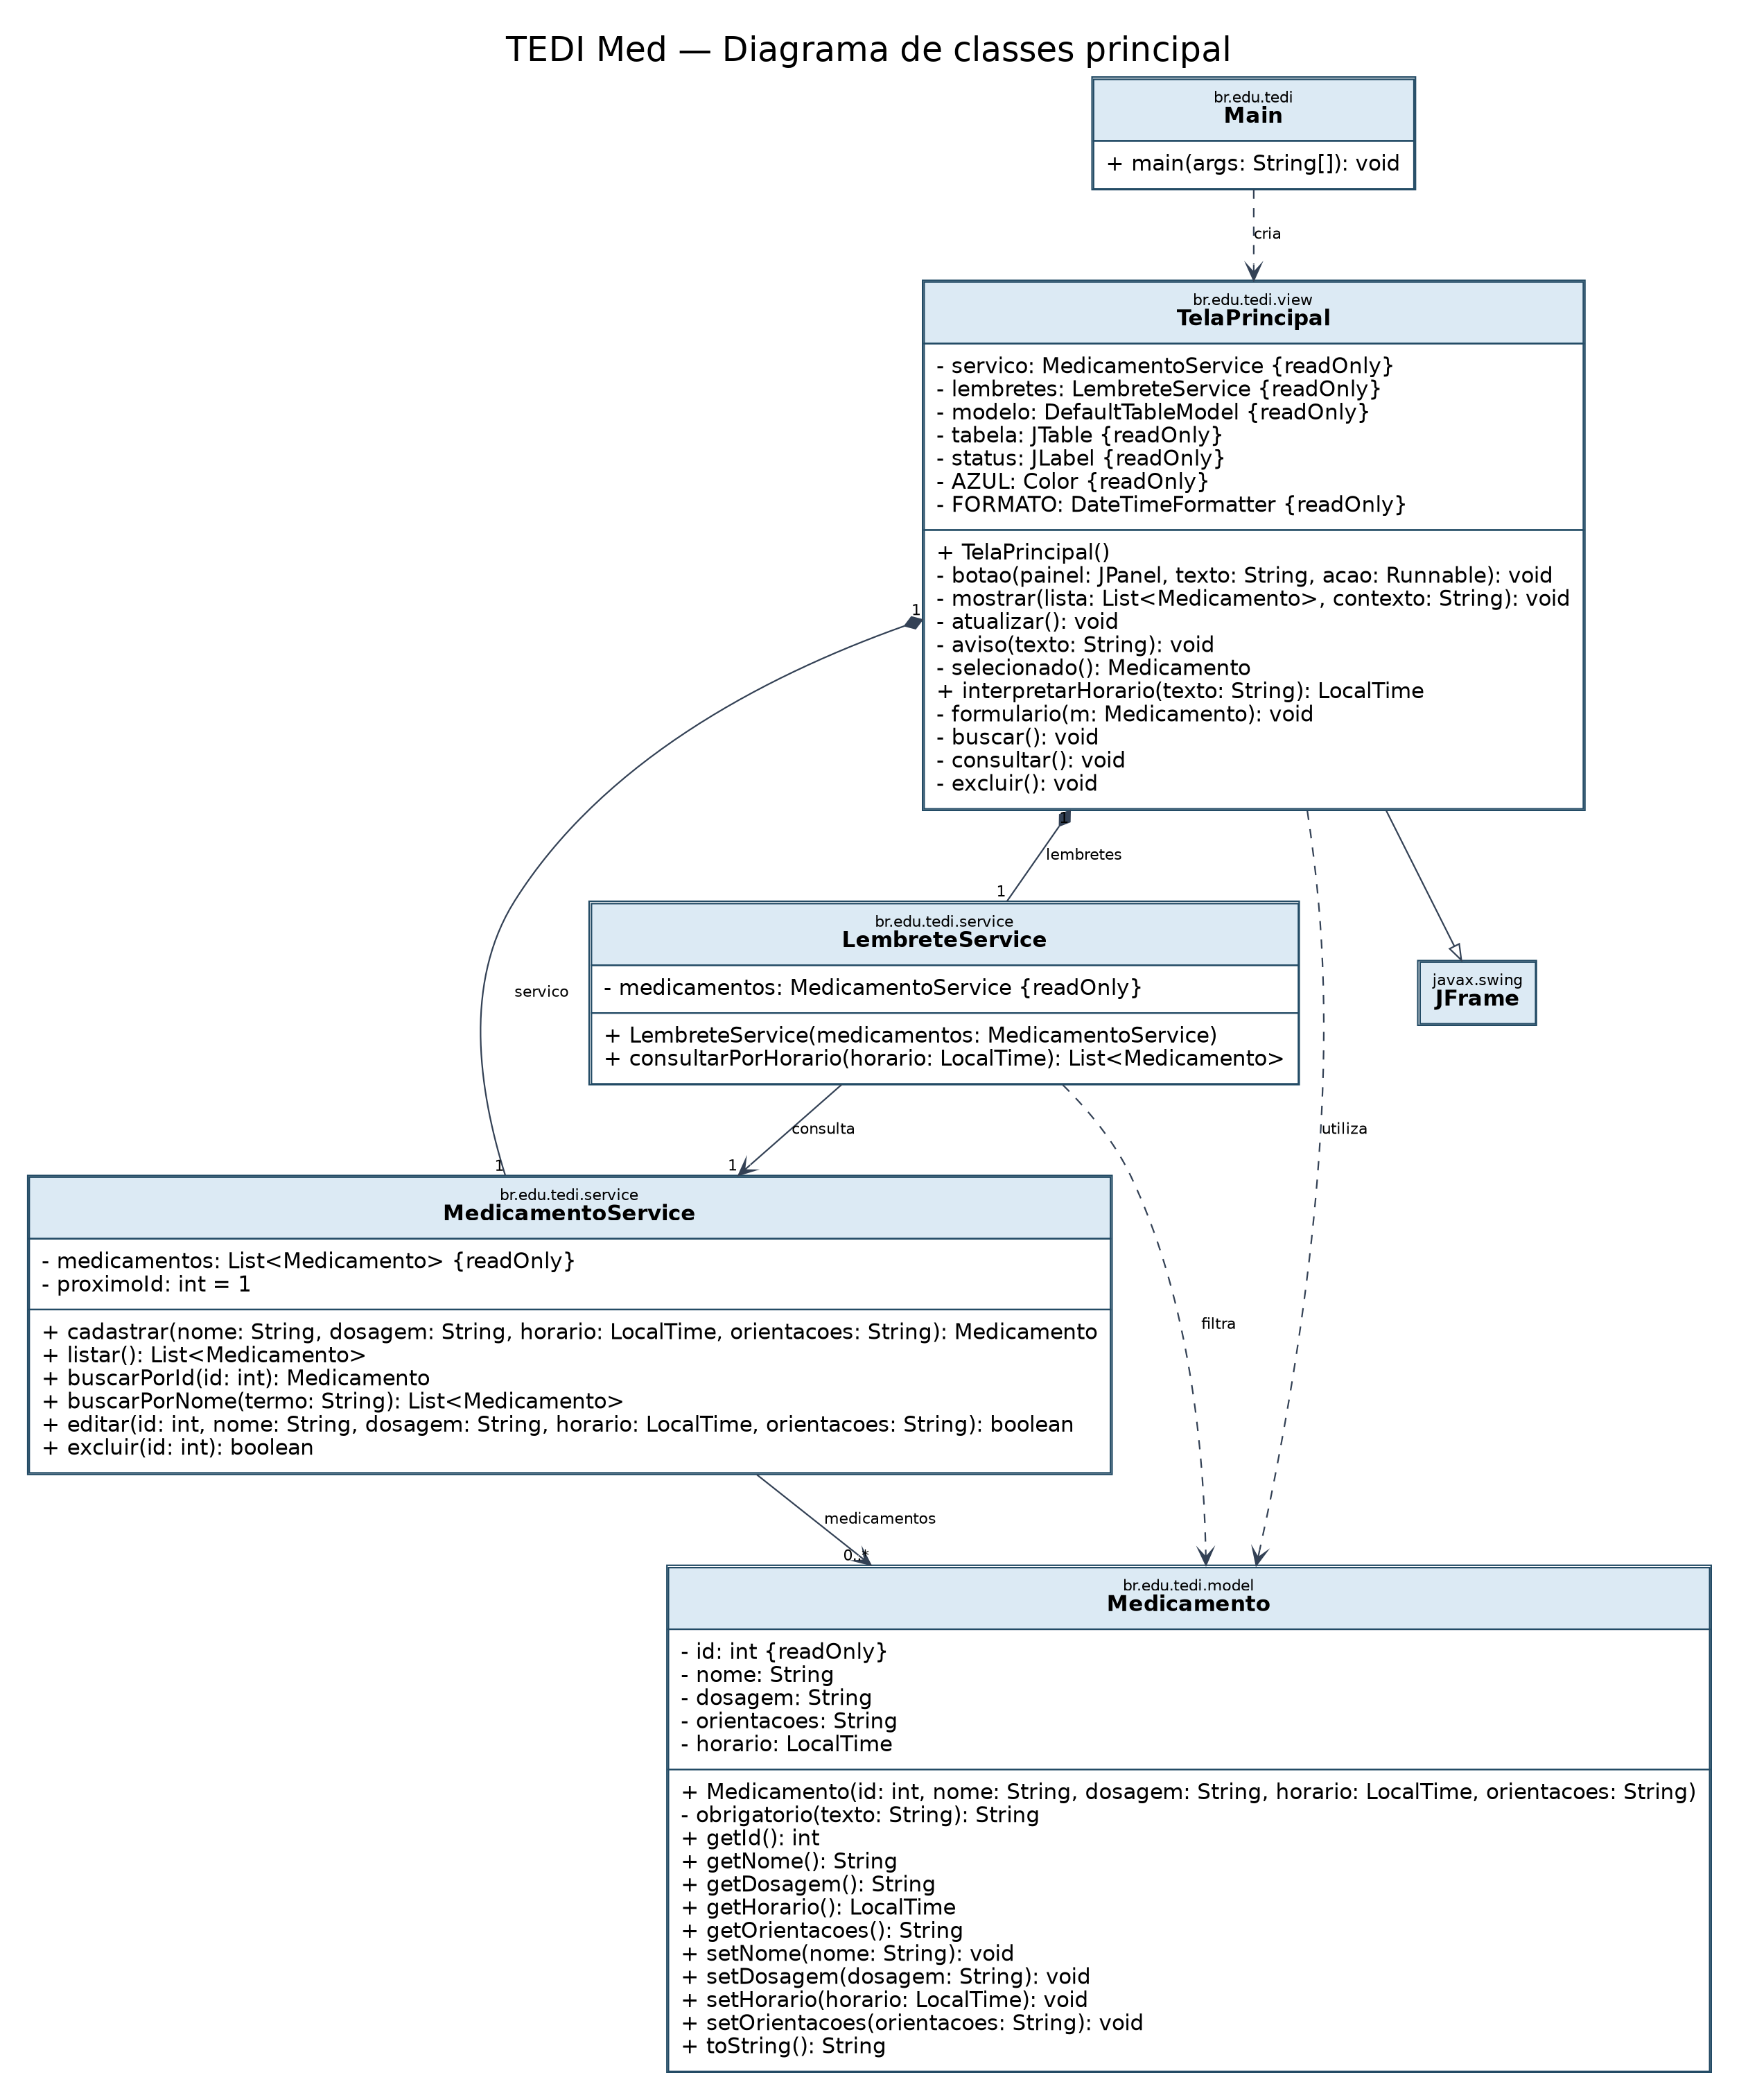 TEDI Med — Diagrama de classes principal
br.edu.tedi
Main
+ main(args: String[]): void
cria
br.edu.tedi.view
TelaPrincipal
- servico: MedicamentoService {readOnly}
- lembretes: LembreteService {readOnly}
- modelo: DefaultTableModel {readOnly}
- tabela: JTable {readOnly}
- status: JLabel {readOnly}
- AZUL: Color {readOnly}
- FORMATO: DateTimeFormatter {readOnly}
+ TelaPrincipal()
- botao(painel: JPanel, texto: String, acao: Runnable): void
- mostrar(lista: List<Medicamento>, contexto: String): void
- atualizar(): void
- aviso(texto: String): void
- selecionado(): Medicamento
+ interpretarHorario(texto: String): LocalTime
- formulario(m: Medicamento): void
- buscar(): void
- consultar(): void
- excluir(): void
1
1
lembretes
1
br.edu.tedi.service
LembreteService
- medicamentos: MedicamentoService {readOnly}
+ LembreteService(medicamentos: MedicamentoService)
+ consultarPorHorario(horario: LocalTime): List<Medicamento>
javax.swing
JFrame
servico
consulta
utiliza
1
1
br.edu.tedi.service
MedicamentoService
- medicamentos: List<Medicamento> {readOnly}
- proximoId: int = 1
+ cadastrar(nome: String, dosagem: String, horario: LocalTime, orientacoes: String): Medicamento
+ listar(): List<Medicamento>
+ buscarPorId(id: int): Medicamento
+ buscarPorNome(termo: String): List<Medicamento>
+ editar(id: int, nome: String, dosagem: String, horario: LocalTime, orientacoes: String): boolean
+ excluir(id: int): boolean
filtra
medicamentos
0..*
br.edu.tedi.model
Medicamento
- id: int {readOnly}
- nome: String
- dosagem: String
- orientacoes: String
- horario: LocalTime
+ Medicamento(id: int, nome: String, dosagem: String, horario: LocalTime, orientacoes: String)
- obrigatorio(texto: String): String
+ getId(): int
+ getNome(): String
+ getDosagem(): String
+ getHorario(): LocalTime
+ getOrientacoes(): String
+ setNome(nome: String): void
+ setDosagem(dosagem: String): void
+ setHorario(horario: LocalTime): void
+ setOrientacoes(orientacoes: String): void
+ toString(): String